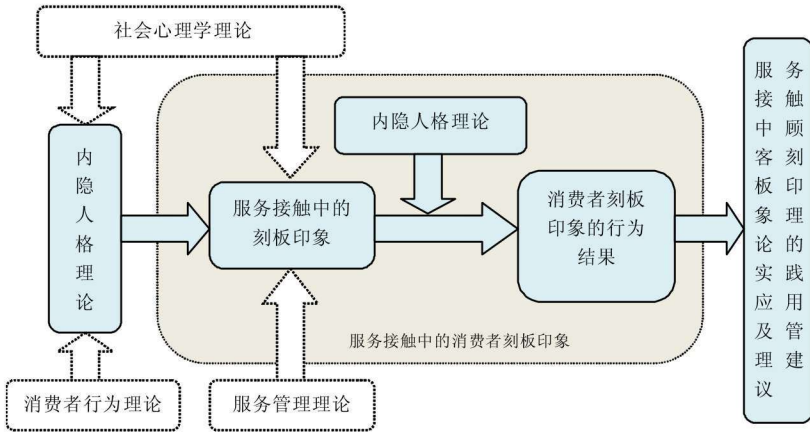 社会心理学理论
内隐人格理论
内隐人格理论
服务接触中的
刻板印象
消费者刻板
印象的行为
结果
服务接触中的消费者刻板印象
消费者行为理论
服务管理理论
服务
接触
中顾
客刻
板印
象理
论的
实践
应用
及管
理建
议